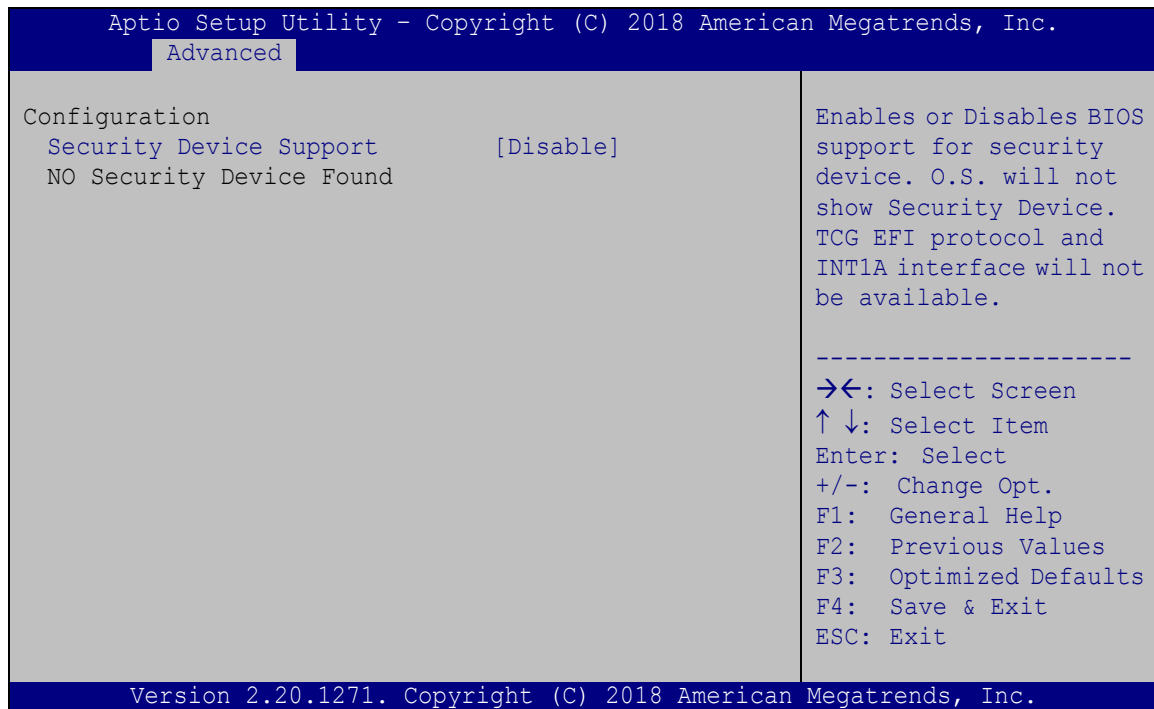 Aptio Setup Utility – Copyright (C) 2018 American Megatrends, Inc.
Advanced
Configuration
Security Device Support [Disable]
NO Security Device Found
Enables or Disables BIOS
support for security
device. O.S. will not
show Security Device.
TCG EFI protocol and
INT1A interface will not
be available.
----------------------
→←: Select Screen
↑ ↓: Select Item
Enter: Select
+/-: Change Opt.
F1: General Help
F2: Previous Values
F3: Optimized Defaults
F4: Save & Exit
ESC: Exit
Version 2.20.1271. Copyright (C) 2018 American Megatrends, Inc.